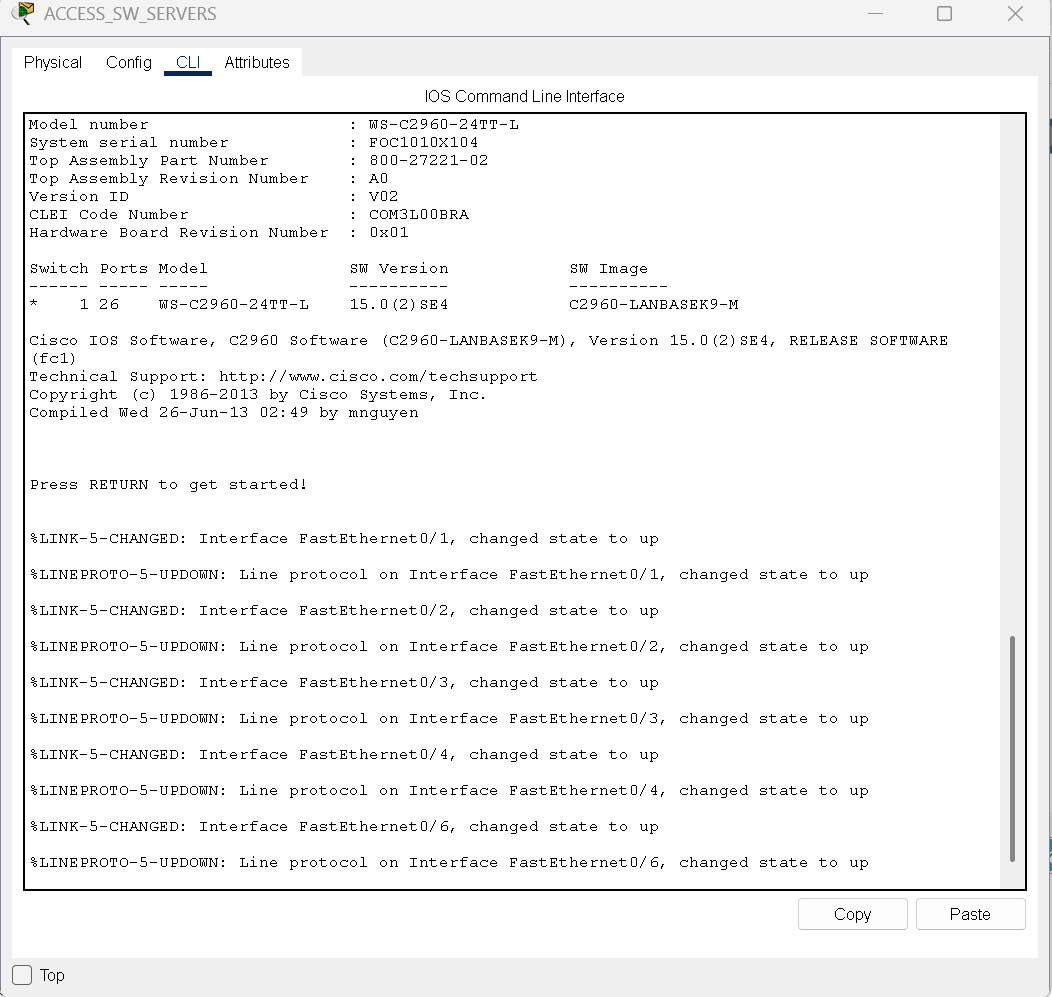 ACCESS_SW_SERVERS
Physical Config CLI Attributes
IOS Command Line Interface
Model number : WS-C2960-24TT-L
System serial number : FOC1010X104
Top Assembly Part Number : 800-27221-02
Top Assembly Revision Number : A0
Version ID : V02
CLEI Code Number : COM3L00BRA
Hardware Board Revision Number : 0x01
Switch Ports Model SW Version SW Image
------ ----- ----- ---------- ----------
* 1 26 WS-C2960-24TT-L 15.0(2)SE4 C2960-LANBASEK9-M
Cisco IOS Software, C2960 Software (C2960-LANBASEK9-M), Version 15.0(2)SE4, RELEASE SOFTWARE
(fc1)
Technical Support: http://www.cisco.com/techsupport
Copyright (c) 1986-2013 by Cisco Systems, Inc.
Compiled Wed 26-Jun-13 02:49 by mnguyen
Press RETURN to get started!
%LINK-5-CHANGED: Interface FastEthernet0/1, changed state to up
%LINEPROTO-5-UPDOWN: Line protocol on Interface FastEthernet0/1, changed state to up
%LINK-5-CHANGED: Interface FastEthernet0/2, changed state to up
%LINEPROTO-5-UPDOWN: Line protocol on Interface FastEthernet0/2, changed state to up
%LINK-5-CHANGED: Interface FastEthernet0/3, changed state to up
%LINEPROTO-5-UPDOWN: Line protocol on Interface FastEthernet0/3, changed state to up
%LINK-5-CHANGED: Interface FastEthernet0/4, changed state to up
%LINEPROTO-5-UPDOWN: Line protocol on Interface FastEthernet0/4, changed state to up
%LINK-5-CHANGED: Interface FastEthernet0/6, changed state to up
%LINEPROTO-5-UPDOWN: Line protocol on Interface FastEthernet0/6, changed state to up
Copy Paste
Top